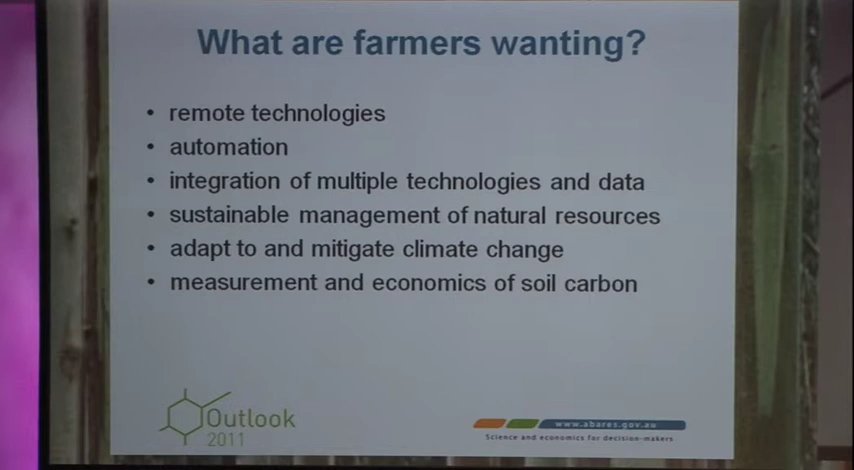 What are farmers wanting?
• remote technologies
• automation
• integration of multiple technologies and data
• sustainable management of natural resources
• adapt to and mitigate climate change
• measurement and economics of soil carbon
Outlook
2011
www.abares.gov.au
Science and economics for decision-makers